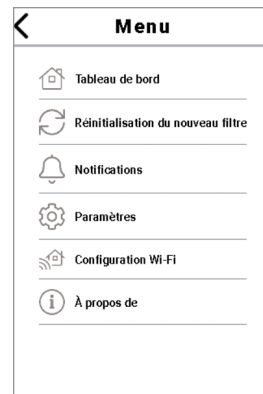 Menu
Tableau de bord
Réinitialisation du nouveau filtre
Notifications
Paramètres
Configuration Wi-Fi
À propos de